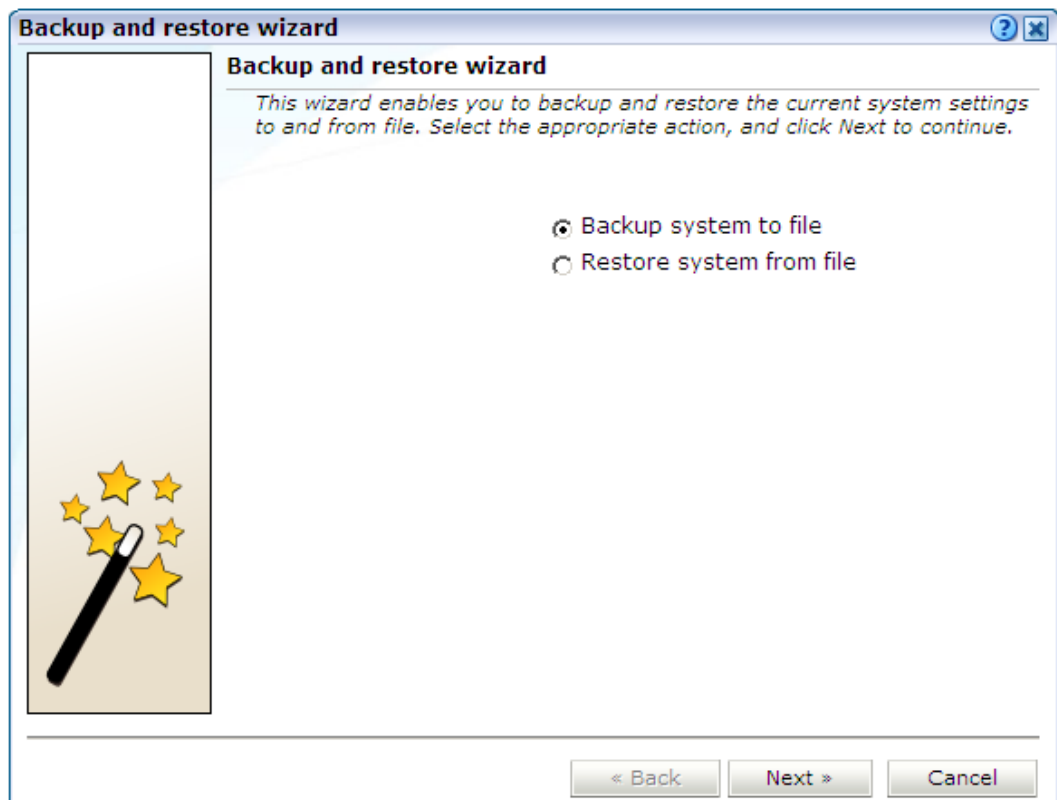 Backup and restore wizard
Backup and restore wizard
This wizard enables you to backup and restore the current system settings
to and from file. Select the appropriate action, and click Next to continue.
Backup system to file
Restore system from file
« Back
Next »
Cancel